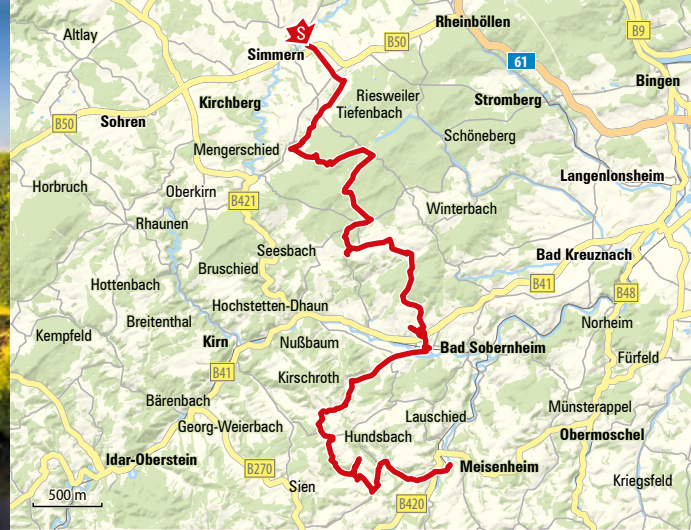 Rheinböllen
Altlay
S
B9
B50
Simmern
61
Bingen
Riesweiler
Kirchberg
Stromberg
Tiefenbach
B50
Sohren
Schöneberg
Mengerschied
Langenlonsheim
Horbruch
Oberkirn
B421
Winterbach
Rhaunen
Seesbach
Bad Kreuznach
Bruschied
Hottenbach
B41
B48
Hochstetten-Dhaun
Breitenthal
Norheim
Kempfeld
Kirn
Nußbaum
Bad Sobernheim
Fürfeld
B41
Kirschroth
Bärenbach
Münsterappel
Lauschied
Georg-Weierbach
Hundsbach
Obermoschel
Idar-Oberstein
B270
Meisenheim
Kriegsfeld
Sien
500 m
B420